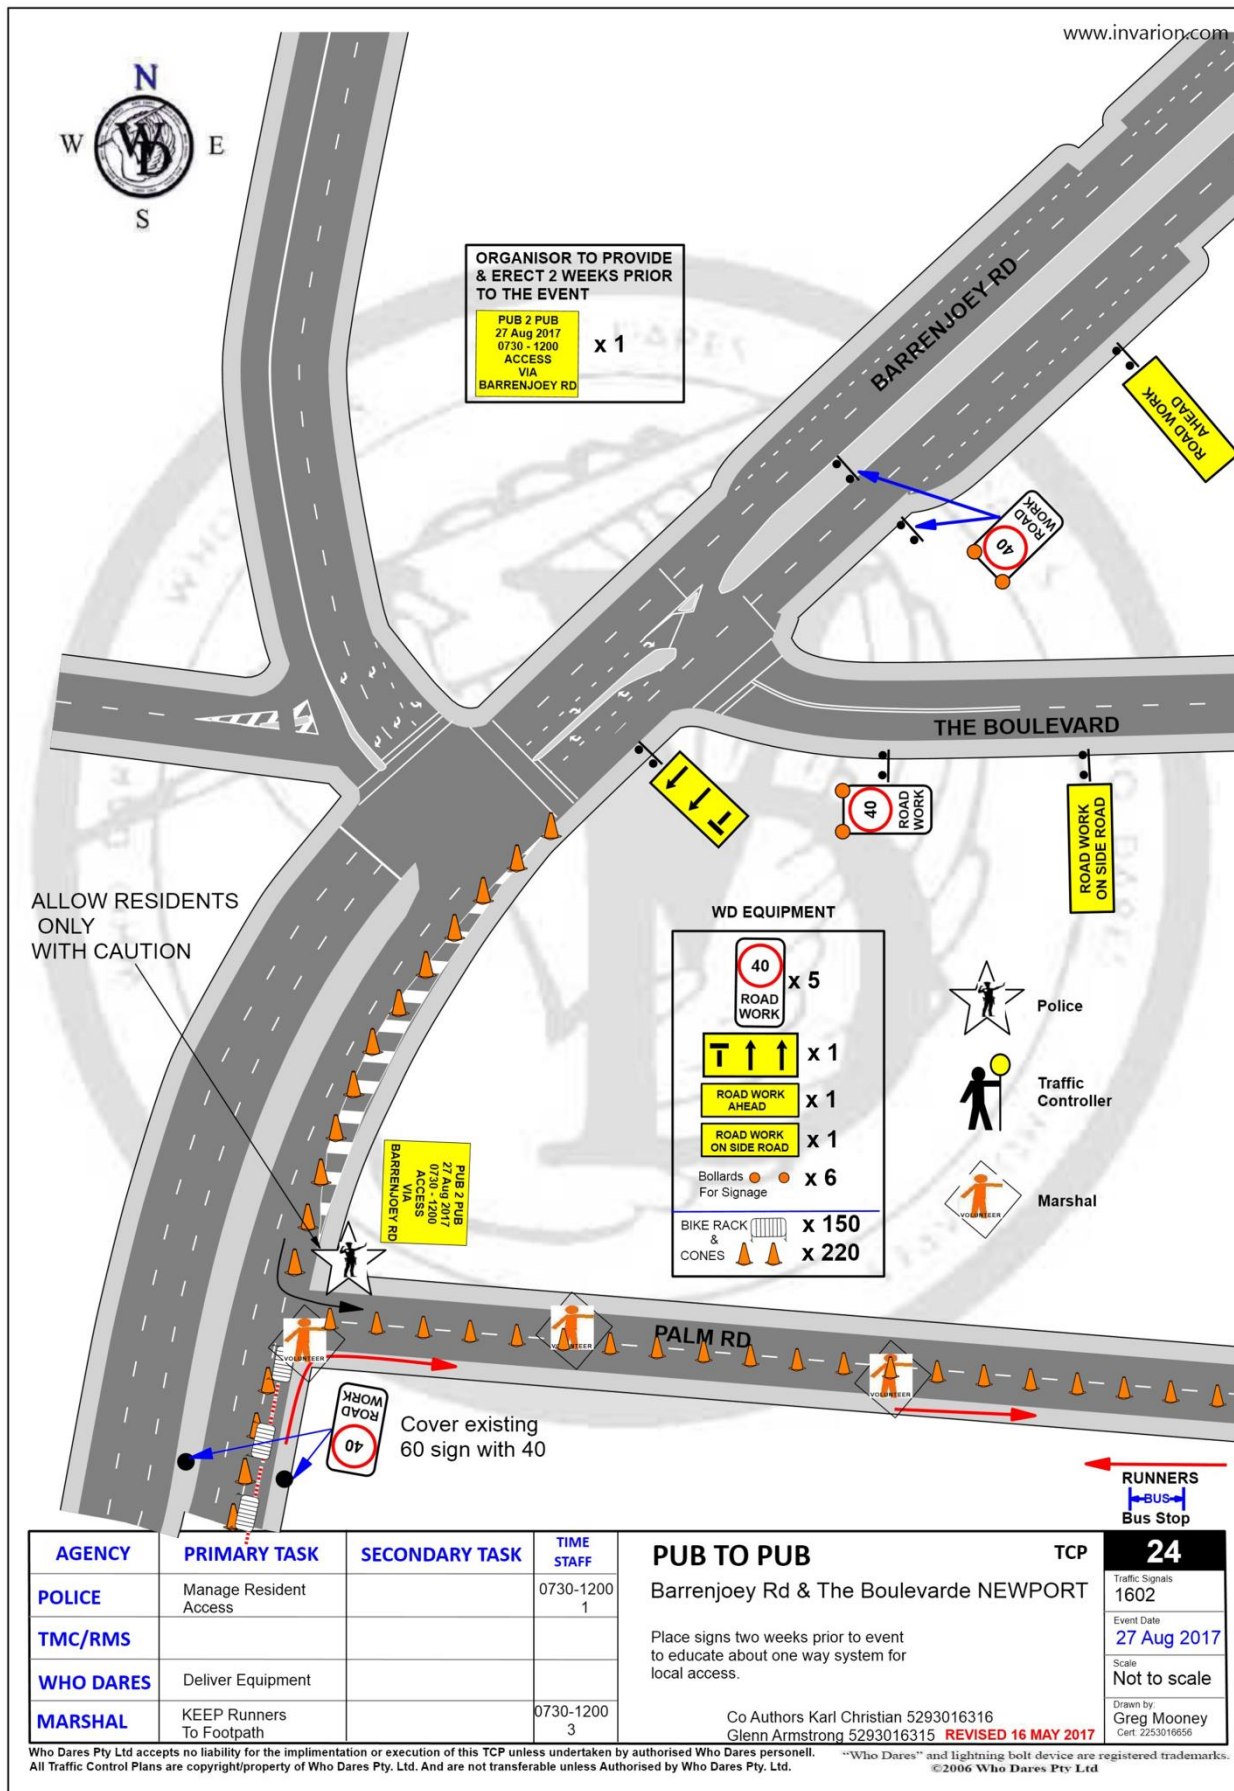 www.invarion.com
N
W
WD
E
S
ORGANISOR TO PROVIDE
& ERECT 2 WEEKS PRIOR
TO THE EVENT
PUB 2 PUB
27 Aug 2017
0730 - 1200
ACCESS
VIA
BARRENJOEY RD
x 1
BARRENJOEY RD
ROAD WORK
AHEAD
40
ROAD
WORK
THE BOULEVARD
40
ROAD
WORK
ROAD WORK
ON SIDE ROAD
ALLOW RESIDENTS
ONLY
WITH CAUTION
WD EQUIPMENT
40
ROAD
WORK
x 5
x 1
ROAD WORK
AHEAD
x 1
ROAD WORK
ON SIDE ROAD
x 1
Bollards
For Signage
x 6
BIKE RACK
&
CONES
x 150
x 220
Police
Traffic
Controller
VOLUNTEER
Marshal
PUB 2 PUB
27 Aug 2017
0730 - 1200
ACCESS
VIA
BARRENJOEY RD
VOLUNTEER
VOLUNTEER
PALM RD
VOLUNTEER
40
ROAD
WORK
Cover existing
60 sign with 40
RUNNERS
BUS
Bus Stop
AGENCY PRIMARY TASK SECONDARY TASK TIME
STAFF
POLICE Manage Resident 0730-1200
Access 1
TMC/RMS
WHO DARES Deliver Equipment
MARSHAL KEEP Runners 0730-1200
To Footpath 3
PUB TO PUB TCP
Barrenjoey Rd & The Boulevarde NEWPORT
Place signs two weeks prior to event
to educate about one way system for
local access.
Co Authors Karl Christian 5293016316
Glenn Armstrong 5293016315 REVISED 16 MAY 2017
24
Traffic Signals
1602
Event Date
27 Aug 2017
Scale
Not to scale
Drawn by:
Greg Mooney
Cert: 2253016656
Who Dares Pty Ltd accepts no liability for the implimentation or execution of this TCP unless undertaken by authorised Who Dares personell.
All Traffic Control Plans are copyright/property of Who Dares Pty. Ltd. And are not transferable unless Authorised by Who Dares Pty. Ltd.
“Who Dares” and lightning bolt device are registered trademarks.
©2006 Who Dares Pty Ltd